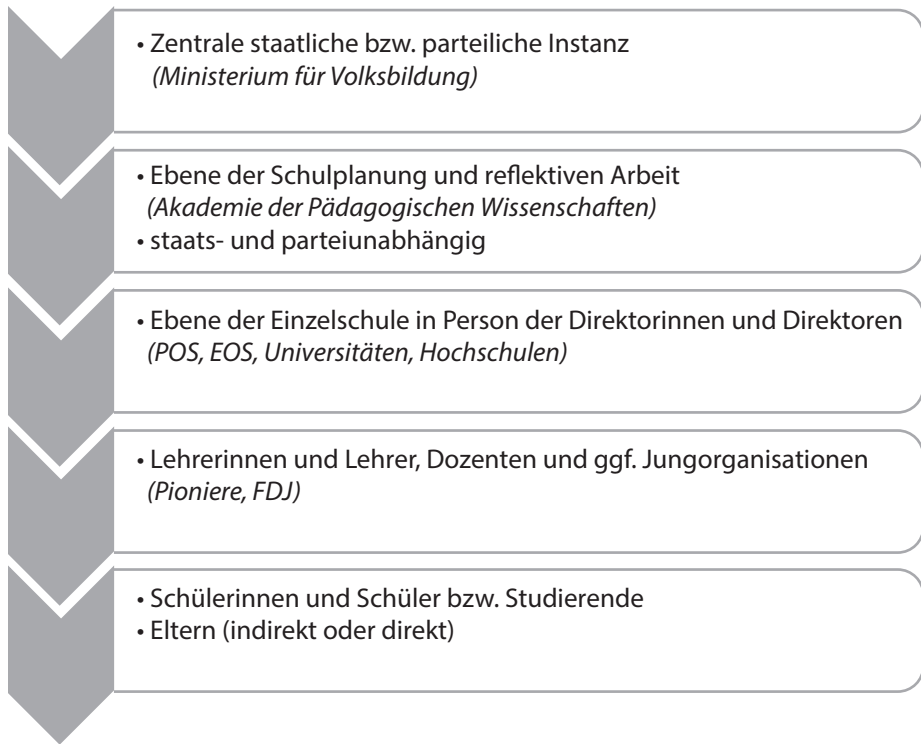 • Zentrale staatliche bzw. parteiliche Instanz
(Ministerium für Volksbildung)
• Ebene der Schulplanung und reflektiven Arbeit
(Akademie der Pädagogischen Wissenschaften)
• staats- und parteiunabhängig
• Ebene der Einzelschule in Person der Direktorinnen und Direktoren
(POS, EOS, Universitäten, Hochschulen)
• Lehrerinnen und Lehrer, Dozenten und ggf. Jungorganisationen
(Pioniere, FDJ)
• Schülerinnen und Schüler bzw. Studierende
• Eltern (indirekt oder direkt)